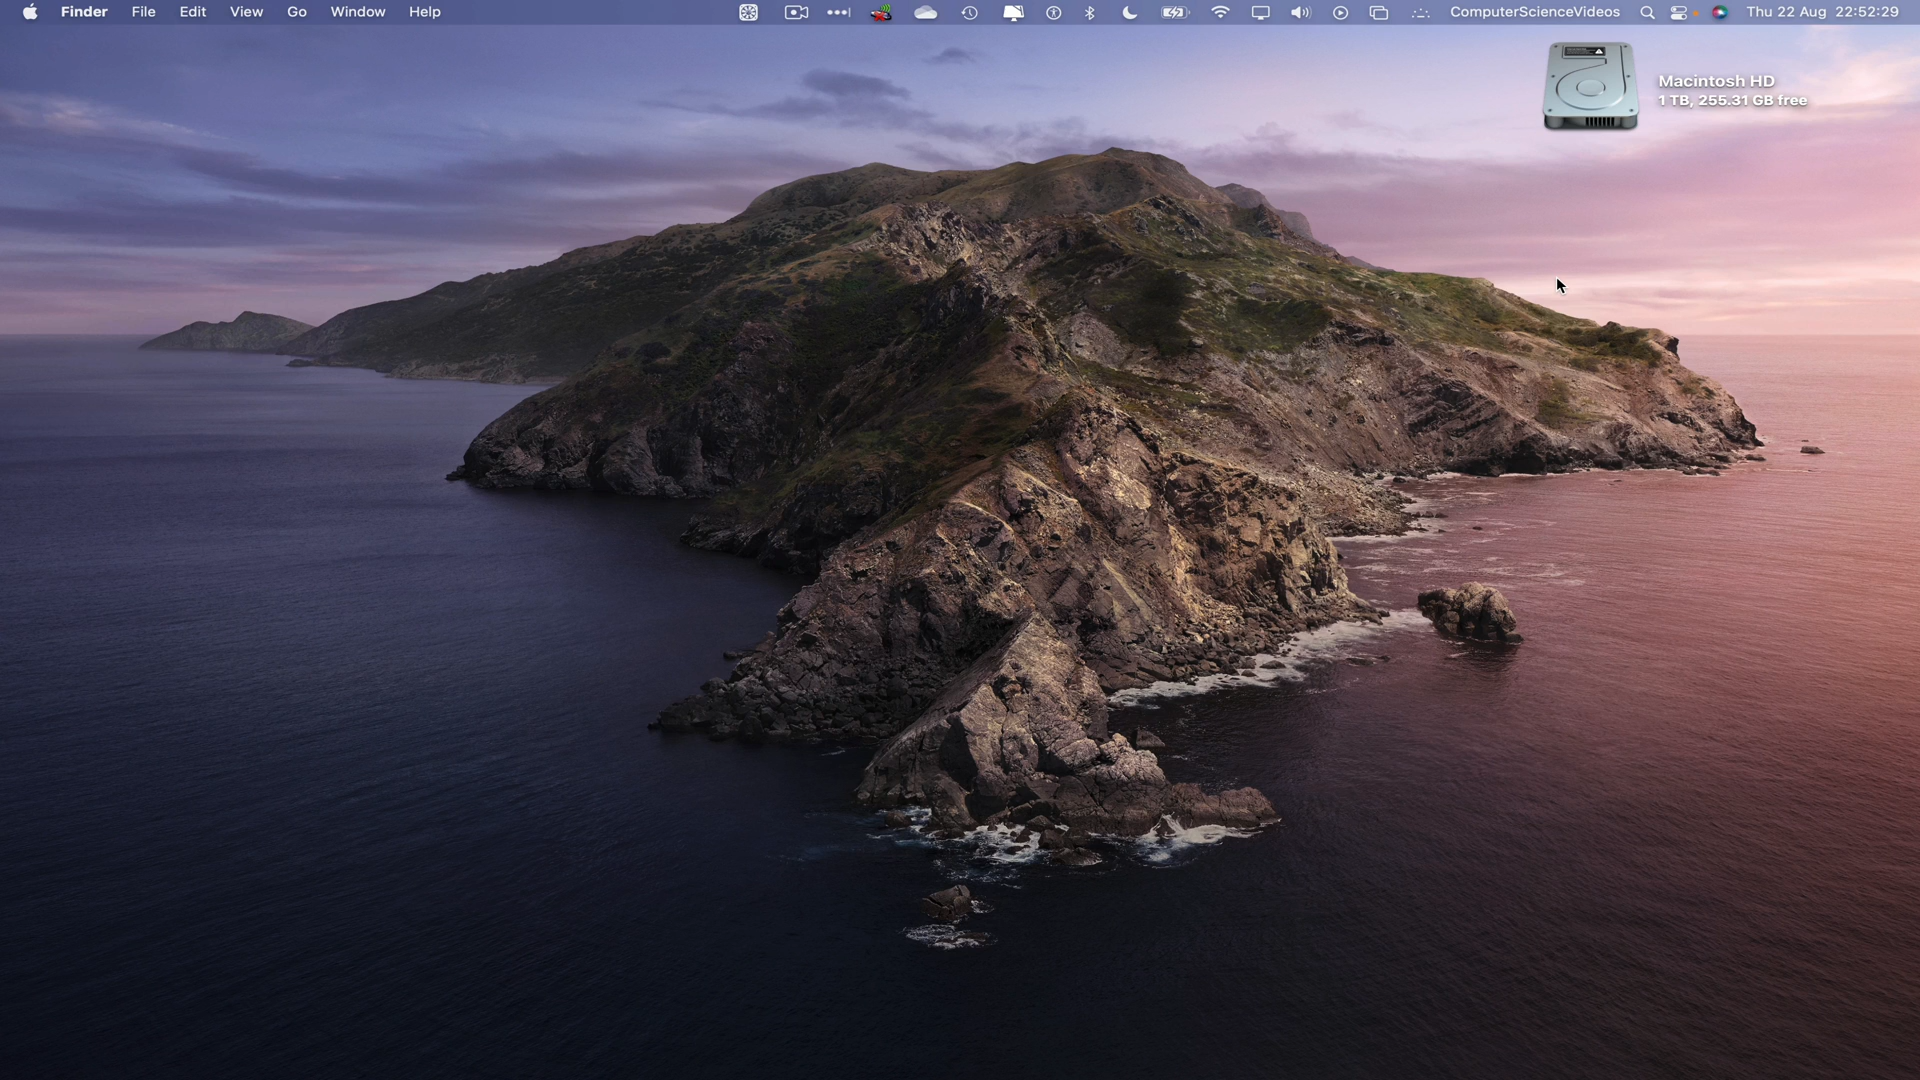 Finder File Edit View Go Window Help ComputerScienceVideos Thu 22 Aug 22:52:29
Macintosh HD
1 TB, 255.31 GB free